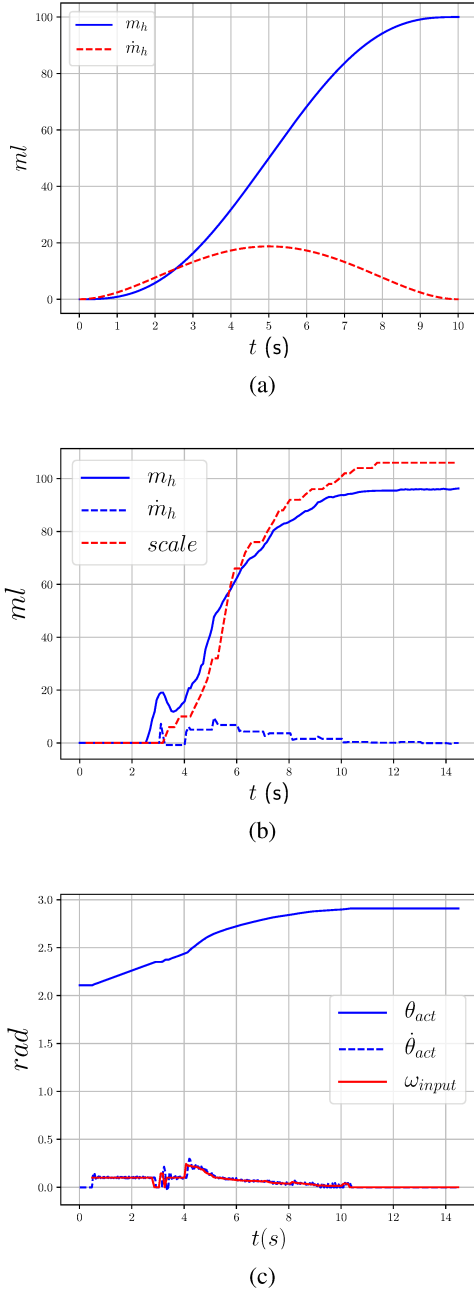 100
80
60
40
20
0
ml
m_h
ṁ_h
0 1 2 3 4 5 6 7 8 9 10
t (s)
(a)
100
80
60
40
20
0
ml
m_h
ṁ_h
scale
0 2 4 6 8 10 12 14
t (s)
(b)
3.0
2.5
2.0
1.5
1.0
0.5
0.0
rad
θ_act
θ̇_act
ω_input
0 2 4 6 8 10 12 14
t(s)
(c)